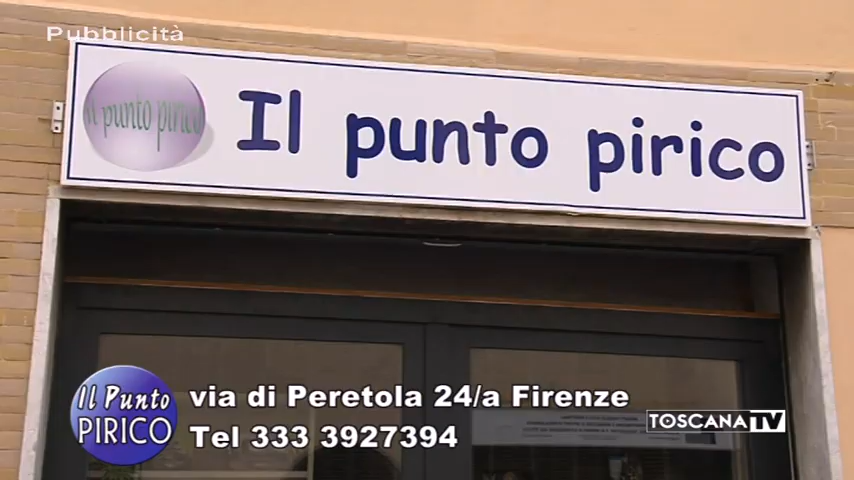 Pubblicità
Il punto pirico
Il punto pirico
Il Punto
PIRICO
via di Peretola 24/a Firenze
Tel 333 3927394
TOSCANA TV